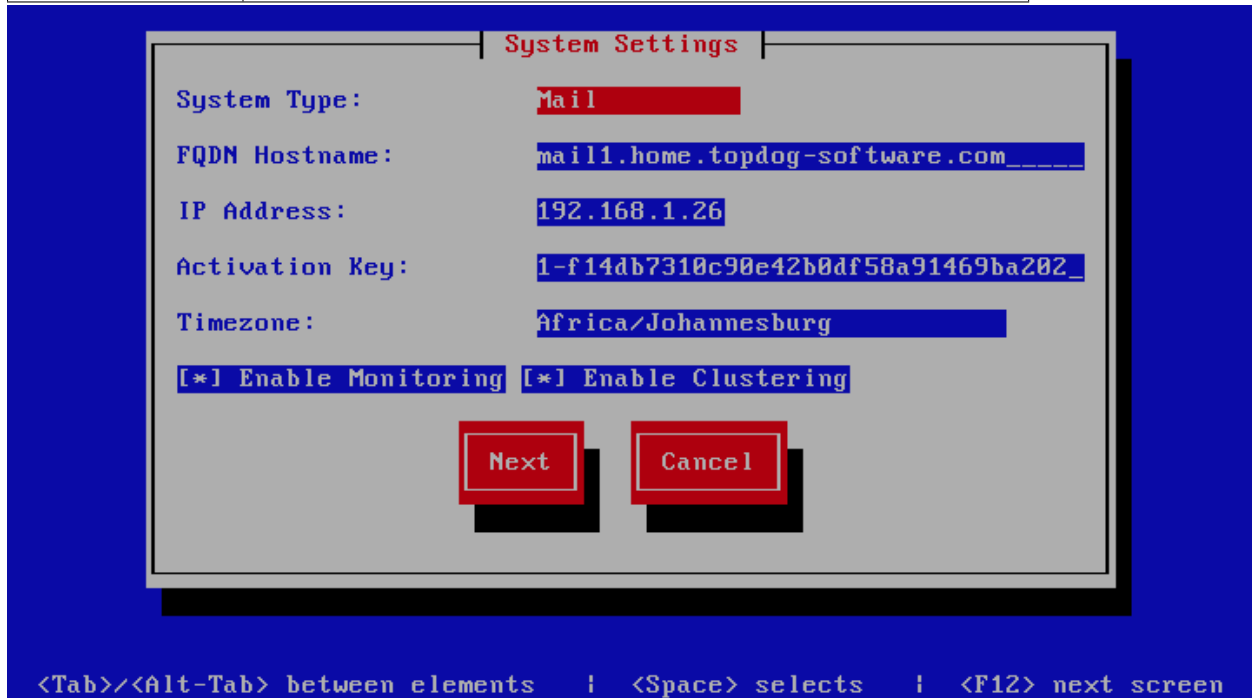 System Settings
System Type: Mail
FQDN Hostname: mail1.home.topdog-software.com_____
IP Address: 192.168.1.26
Activation Key: 1-f14db7310c90e42b0df58a91469ba202_
Timezone: Africa/Johannesburg
[*] Enable Monitoring [*] Enable Clustering
Next Cancel
<Tab>/<Alt-Tab> between elements | <Space> selects | <F12> next screen